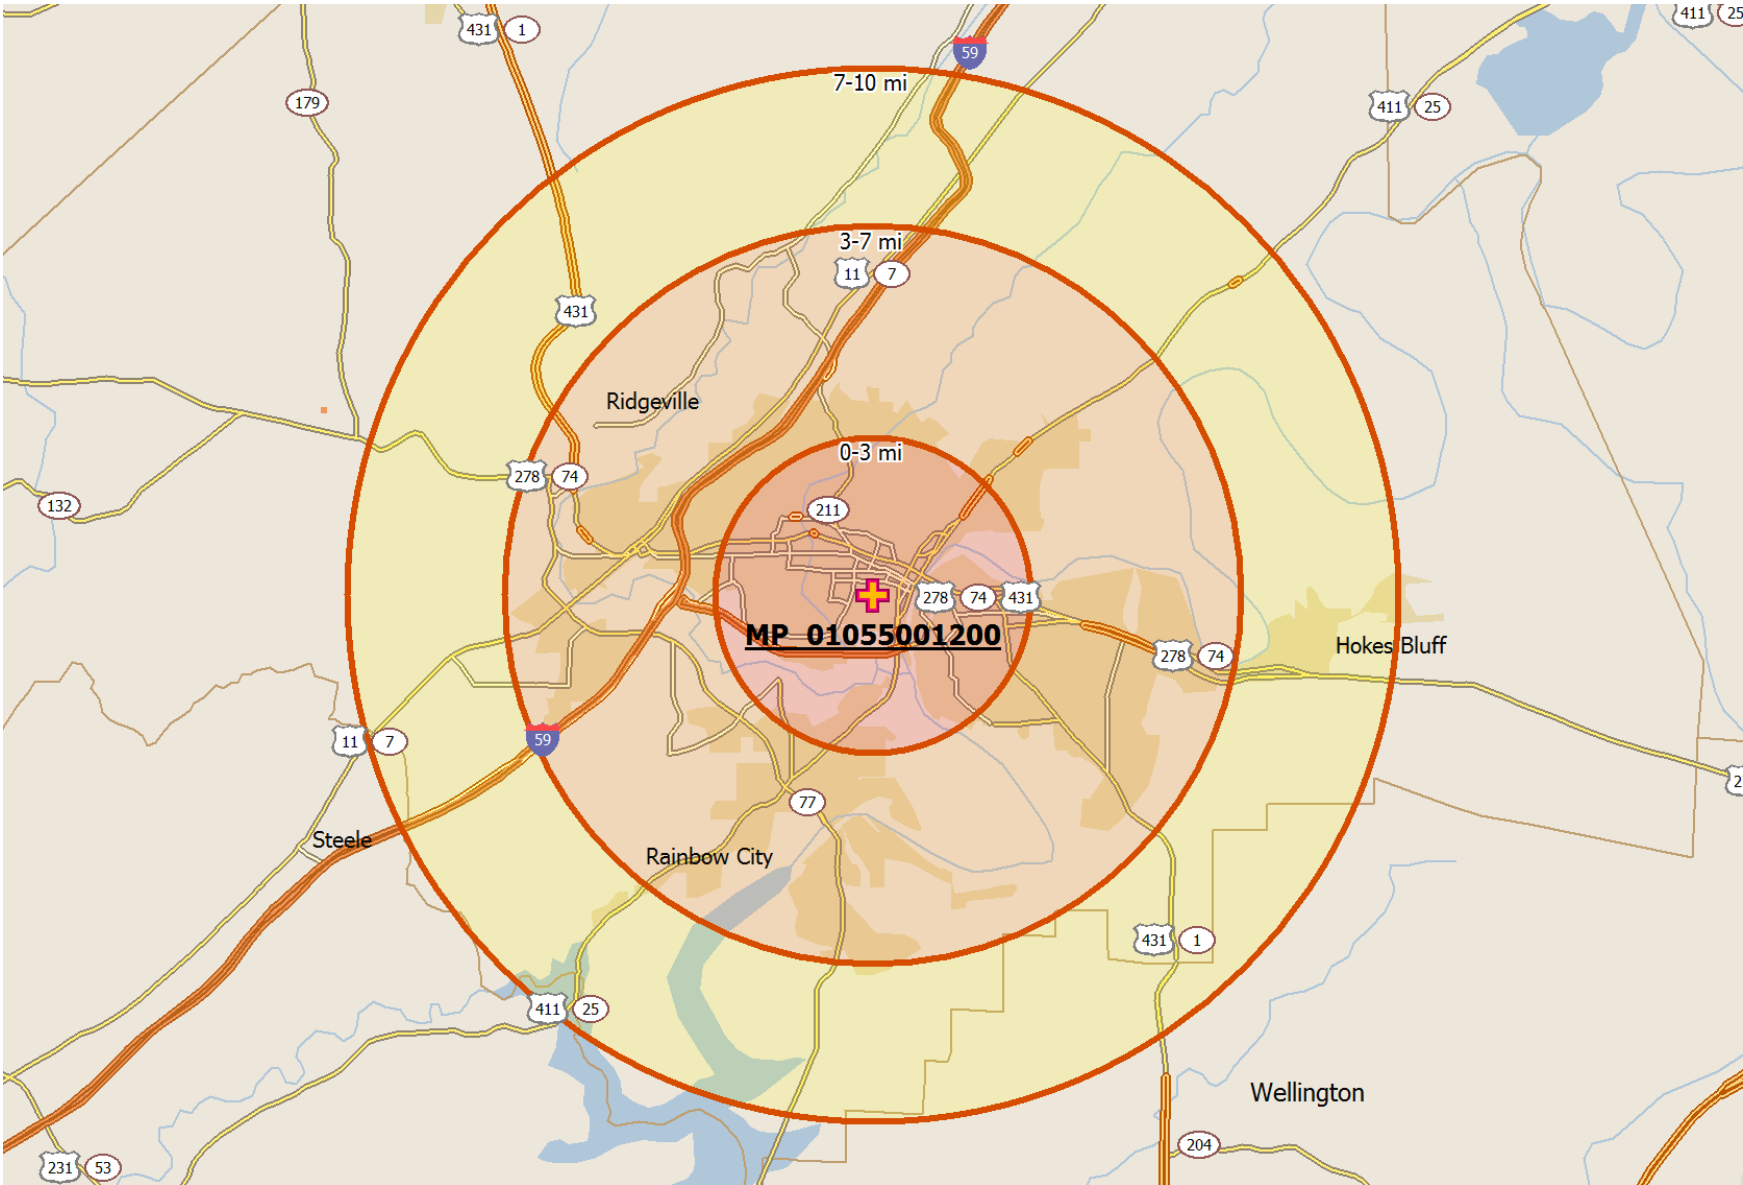 411 25
431 1
59
7-10 mi
179
411 25
3-7 mi
11 7
431
Ridgeville
0-3 mi
278 74
132
211
278 74 431
MP 01055001200
Hokes Bluff
278 74
11 7
59
2
77
Steele
Rainbow City
431 1
411 25
Wellington
204
231 53